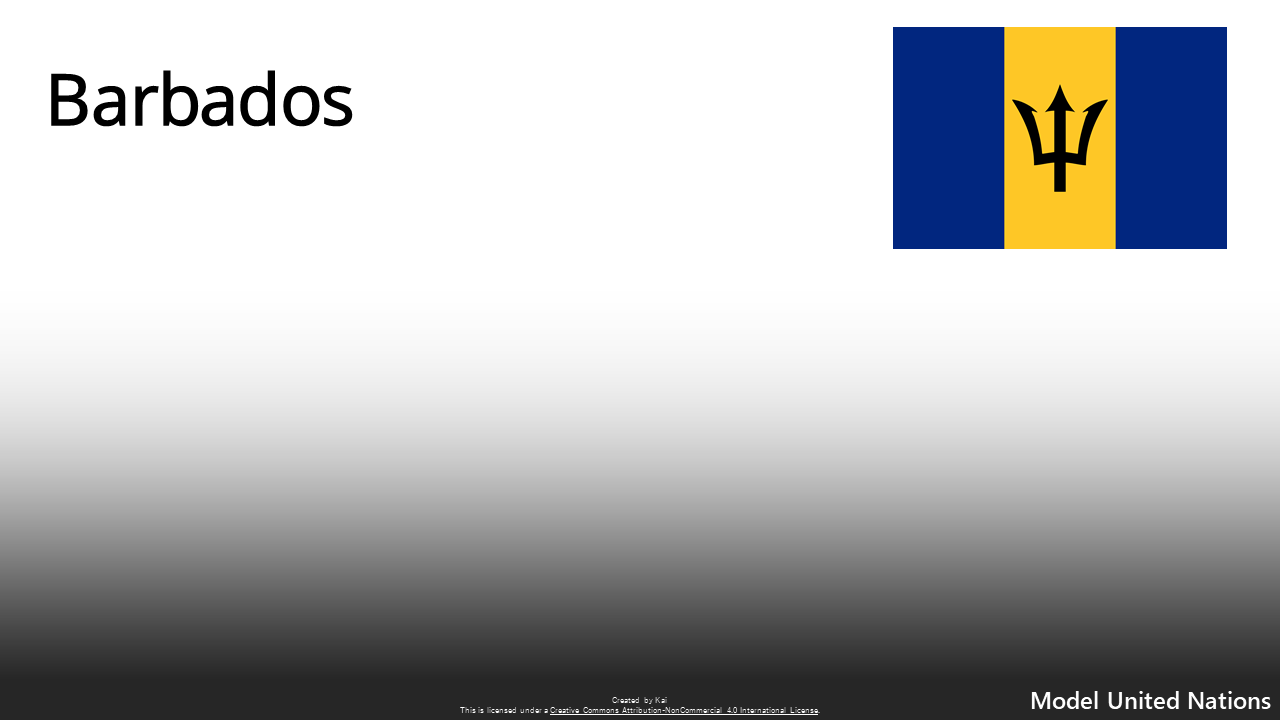 Barbados
Created by Kai
This is licensed under a Creative Commons Attribution-NonCommercial 4.0 International License.
Model United Nations